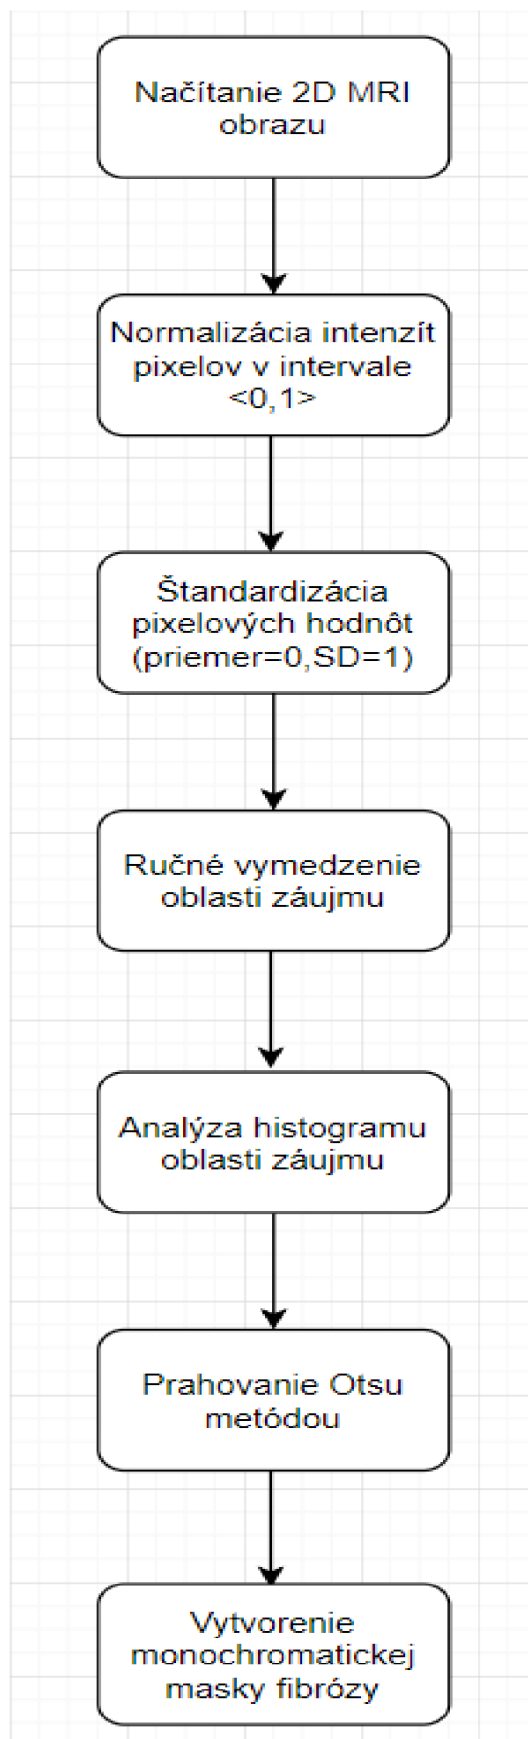 Načítanie 2D MRI
obrazu
Normalizácia intenzít
pixelov v intervale
<0,1>
Štandardizácia
pixelových hodnôt
(priemer=0,SD=1)
Ručné vymedzenie
oblasti záujmu
Analýza histogramu
oblasti záujmu
Prahovanie Otsu
metódou
Vytvorenie
monochromatickej
masky fibrózy